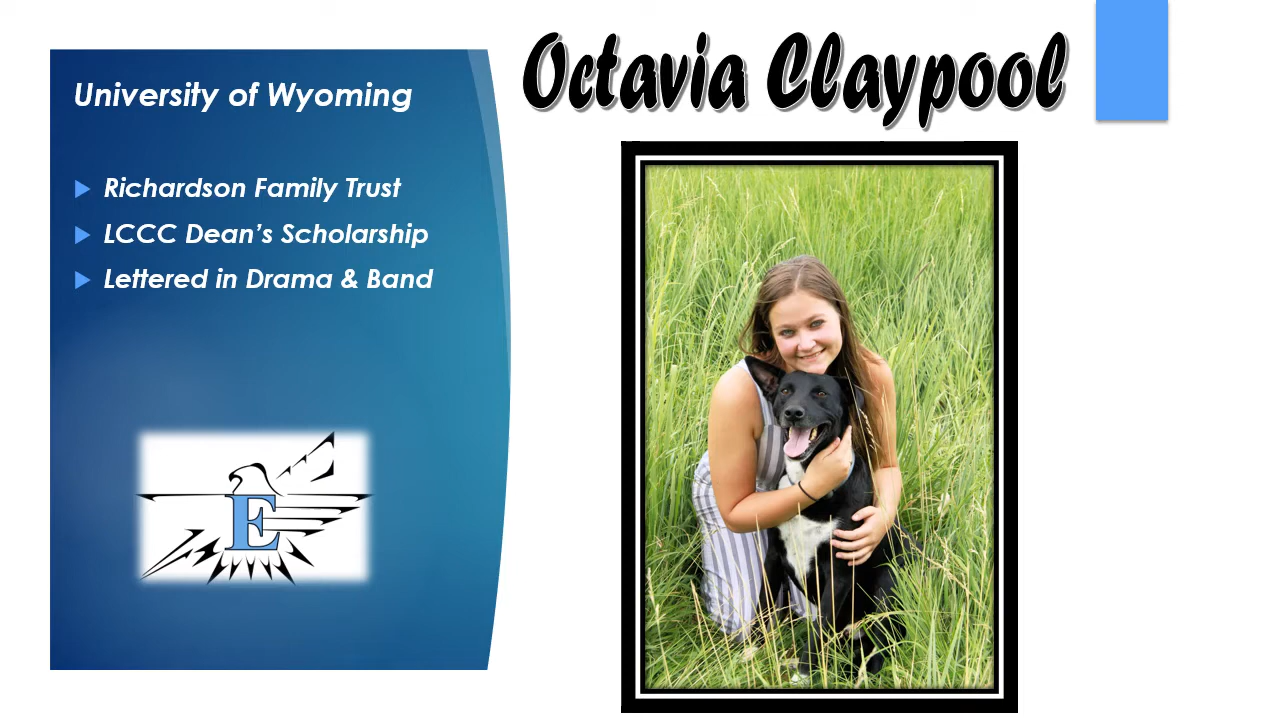 Octavia Claypool
University of Wyoming
Richardson Family Trust
LCCC Dean’s Scholarship
Lettered in Drama & Band
E